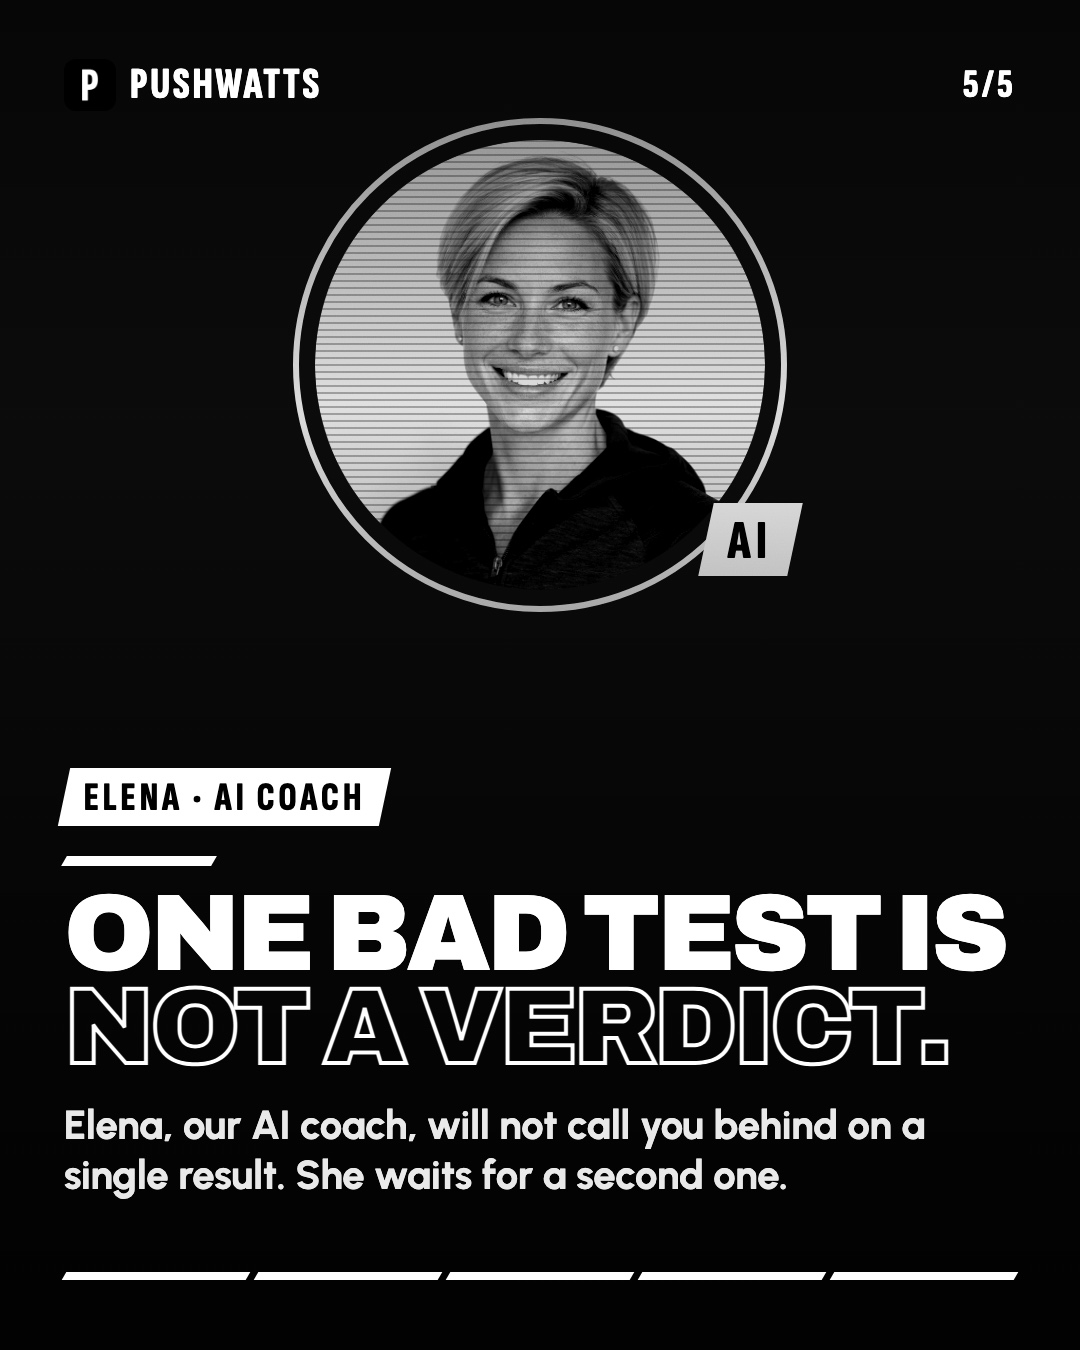 P PUSHWATTS
5/5
AI
ELENA · AI COACH
ONE BAD TEST IS
NOT A VERDICT.
Elena, our AI coach, will not call you behind on a
single result. She waits for a second one.